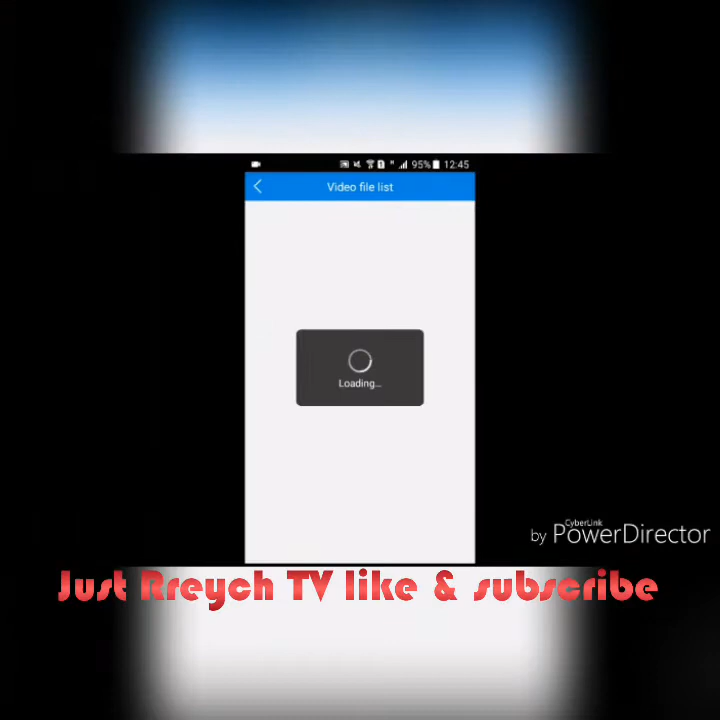 95% 12:45
Video file list
Loading...
CyberLink
by PowerDirector
Just Rreych TV like & subscribe